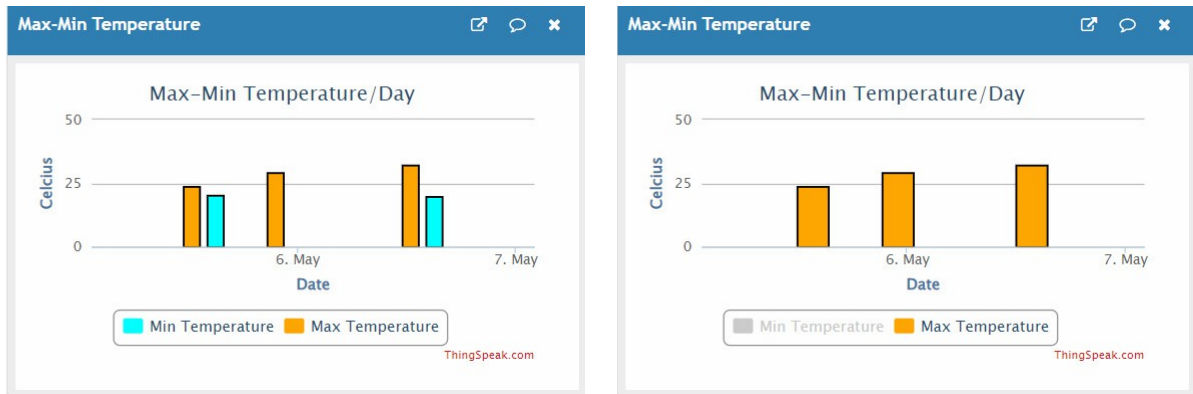 Max-Min Temperature
Max-Min Temperature/Day
50
25
0
Celcius
6. May
7. May
Date
Min Temperature
Max Temperature
ThingSpeak.com
Max-Min Temperature
Max-Min Temperature/Day
50
25
0
Celcius
6. May
7. May
Date
Min Temperature
Max Temperature
ThingSpeak.com